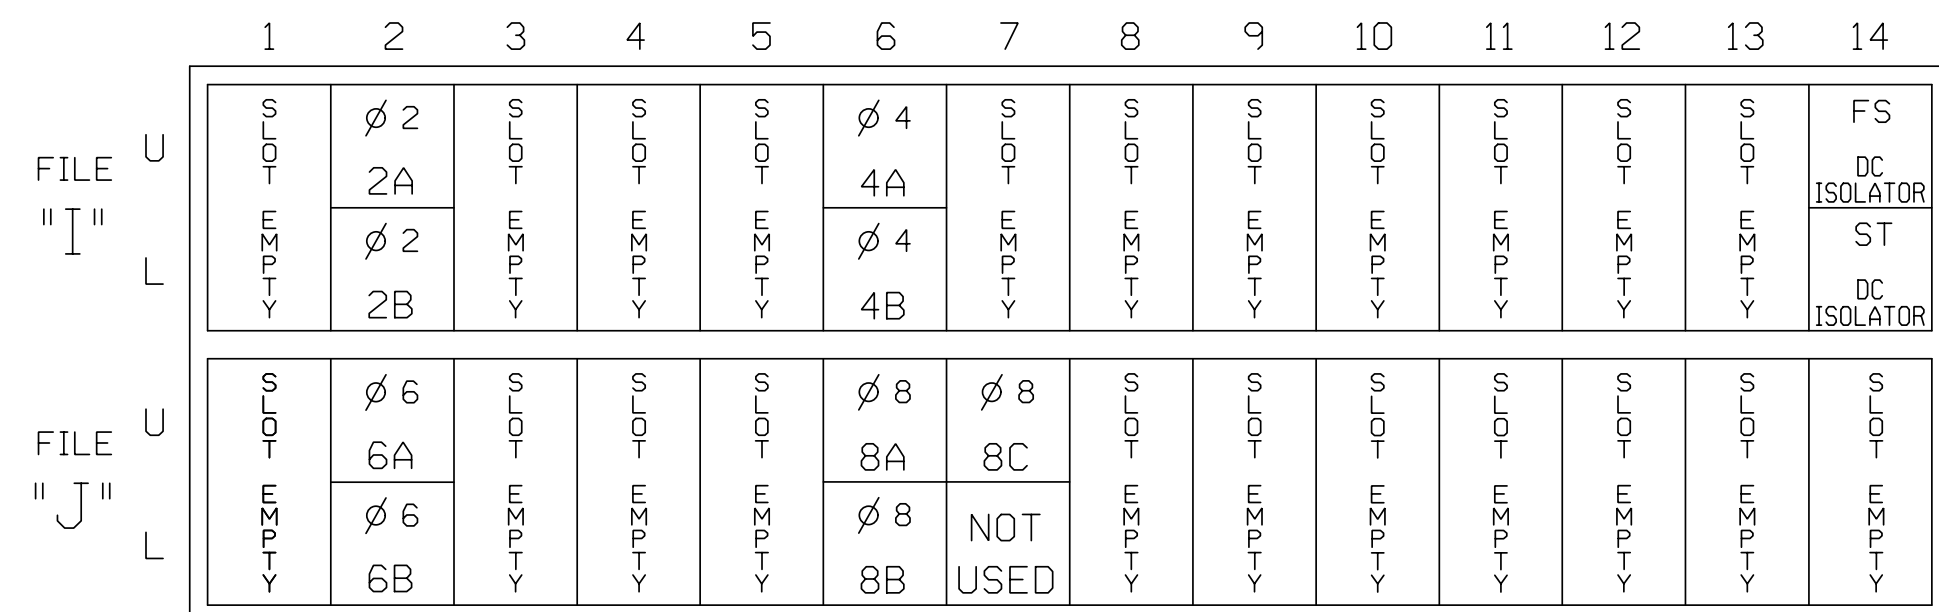 1 2 3 4 5 6 7 8 9 10 11 12 13 14
FILE
"I"
U
L
SLOT EMPTY
Ø 2
2A
Ø 2
2B
SLOT EMPTY
SLOT EMPTY
SLOT EMPTY
Ø 4
4A
Ø 4
4B
SLOT EMPTY
SLOT EMPTY
SLOT EMPTY
SLOT EMPTY
SLOT EMPTY
SLOT EMPTY
SLOT EMPTY
FS
DC
ISOLATOR
ST
DC
ISOLATOR
FILE
"J"
U
L
SLOT EMPTY
Ø 6
6A
Ø 6
6B
SLOT EMPTY
SLOT EMPTY
SLOT EMPTY
Ø 8
8A
Ø 8
8B
Ø 8
8C
NOT
USED
SLOT EMPTY
SLOT EMPTY
SLOT EMPTY
SLOT EMPTY
SLOT EMPTY
SLOT EMPTY
SLOT EMPTY